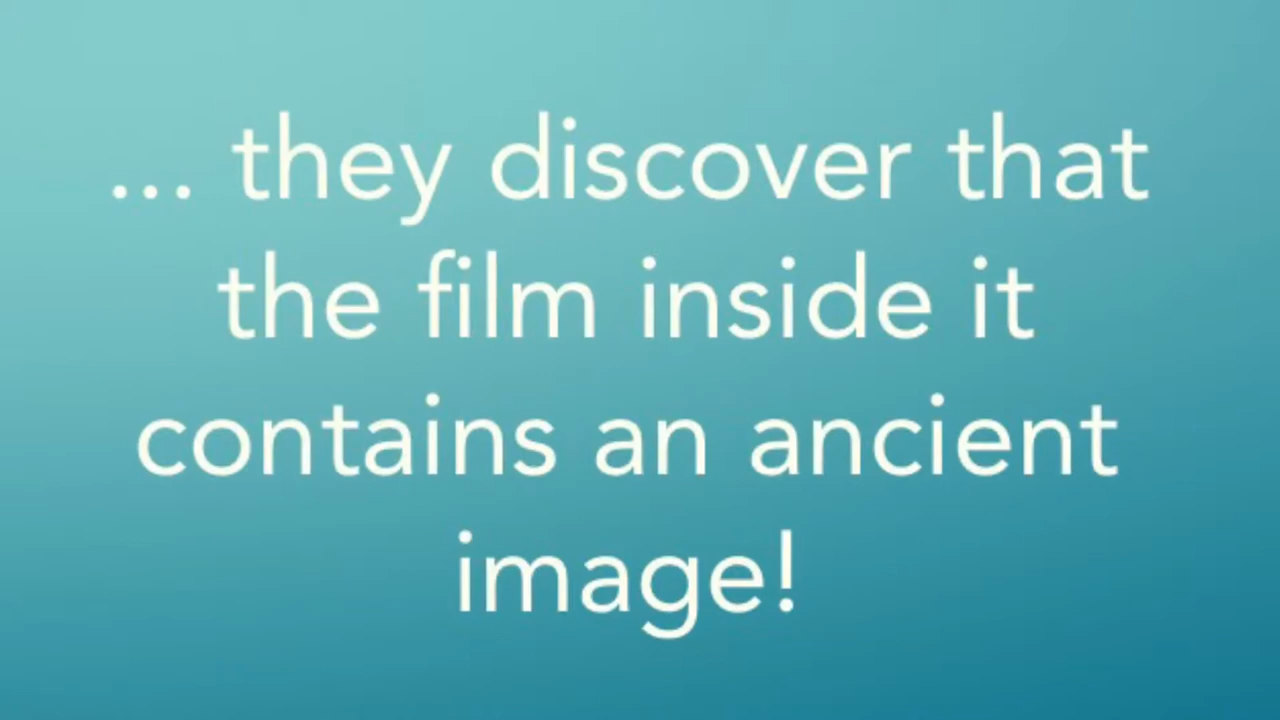 ... they discover that
the film inside it
contains an ancient
image!